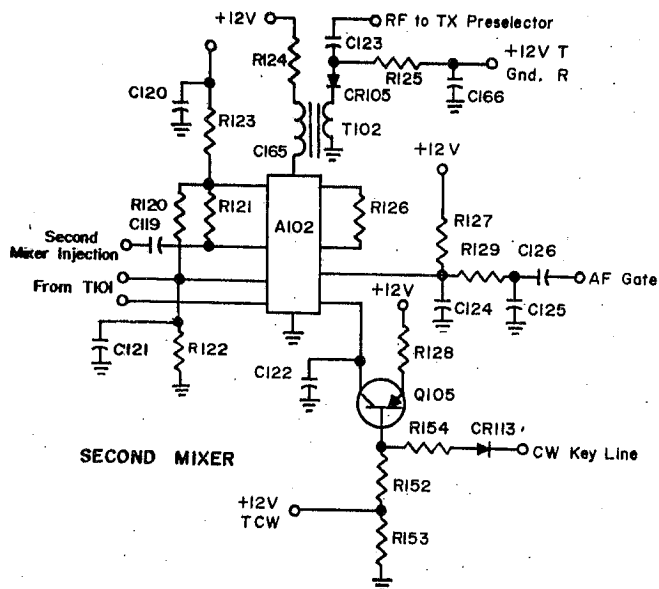 +12V
RF to TX Preselector
C123
R124
+12V T
Gnd. R
R125
CR105
C166
C120
R123
T102
C165
+12V
R120
R121
A102
R126
R127
C119
Second
Mixer Injection
R129
C126
AF Gate
From T101
+12V
C124
C125
C121
R122
R128
C122
Q105
R154
CR113
SECOND MIXER
CW Key Line
R152
+12V
TCW
R153